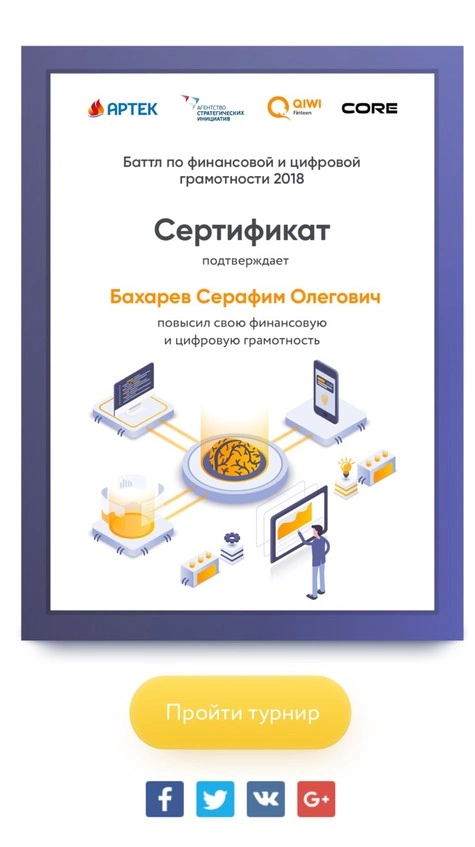 АРТЕК
АГЕНТСТВО
СТРАТЕГИЧЕСКИХ
ИНИЦИАТИВ
QIWI
Finteen
CORE
Баттл по финансовой и цифровой
грамотности 2018
Сертификат
подтверждает
Бахарев Серафим Олегович
повысил свою финансовую
и цифровую грамотность
Пройти турнир
f
G+